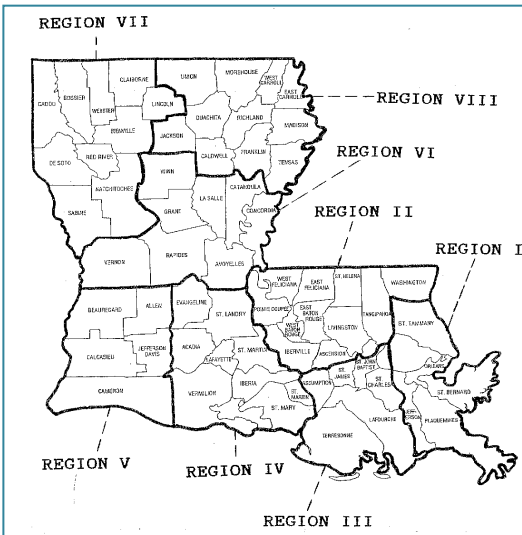 REGION VII
CLAIBORNE
UNION
MOREHOUSE
WEST CARROLL
EAST CARROLL
CADDO
BOSSIER
WEBSTER
LINCOLN
REGION VIII
OUACHITA
RICHLAND
MADISON
BIENVILLE
JACKSON
DE SOTO
RED RIVER
CALDWELL
FRANKLIN
TENSAS
REGION VI
WINN
NATCHITOCHES
LA SALLE
CATAHOULA
SABINE
GRANT
CONCORDIA
REGION II
VERNON
RAPIDES
AVOYELLES
REGION I
WEST FELICIANA
EAST FELICIANA
ST. HELENA
WASHINGTON
BEAUREGARD
ALLEN
EVANGELINE
ST. LANDRY
POINTE COUPEE
EAST BATON ROUGE
WEST BATON ROUGE
LIVINGSTON
TANGIPAHOA
ST. TAMMANY
CALCASIEU
JEFFERSON DAVIS
ACADIA
LAFAYETTE
ST. MARTIN
IBERVILLE
ASCENSION
ORLEANS
CAMERON
VERMILION
IBERIA
ST. MARTIN
ST. MARY
ASSUMPTION
ST. JAMES
ST. JOHN BAPTIST
ST. CHARLES
JEFFERSON
ST. BERNARD
PLAQUEMINES
LAFOURCHE
TERREBONNE
REGION V
REGION IV
REGION III